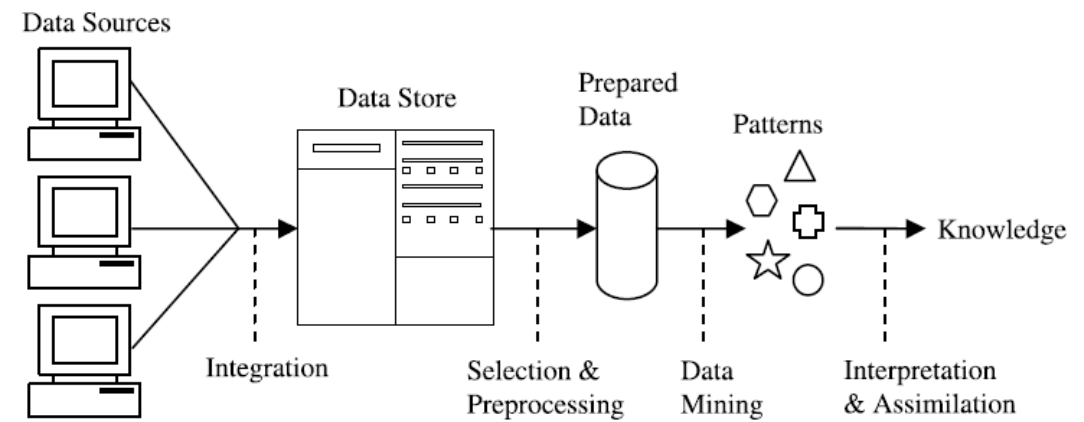 Data Sources
Data Store
Prepared
Data
Patterns
Knowledge
Integration
Selection &
Preprocessing
Data
Mining
Interpretation
& Assimilation